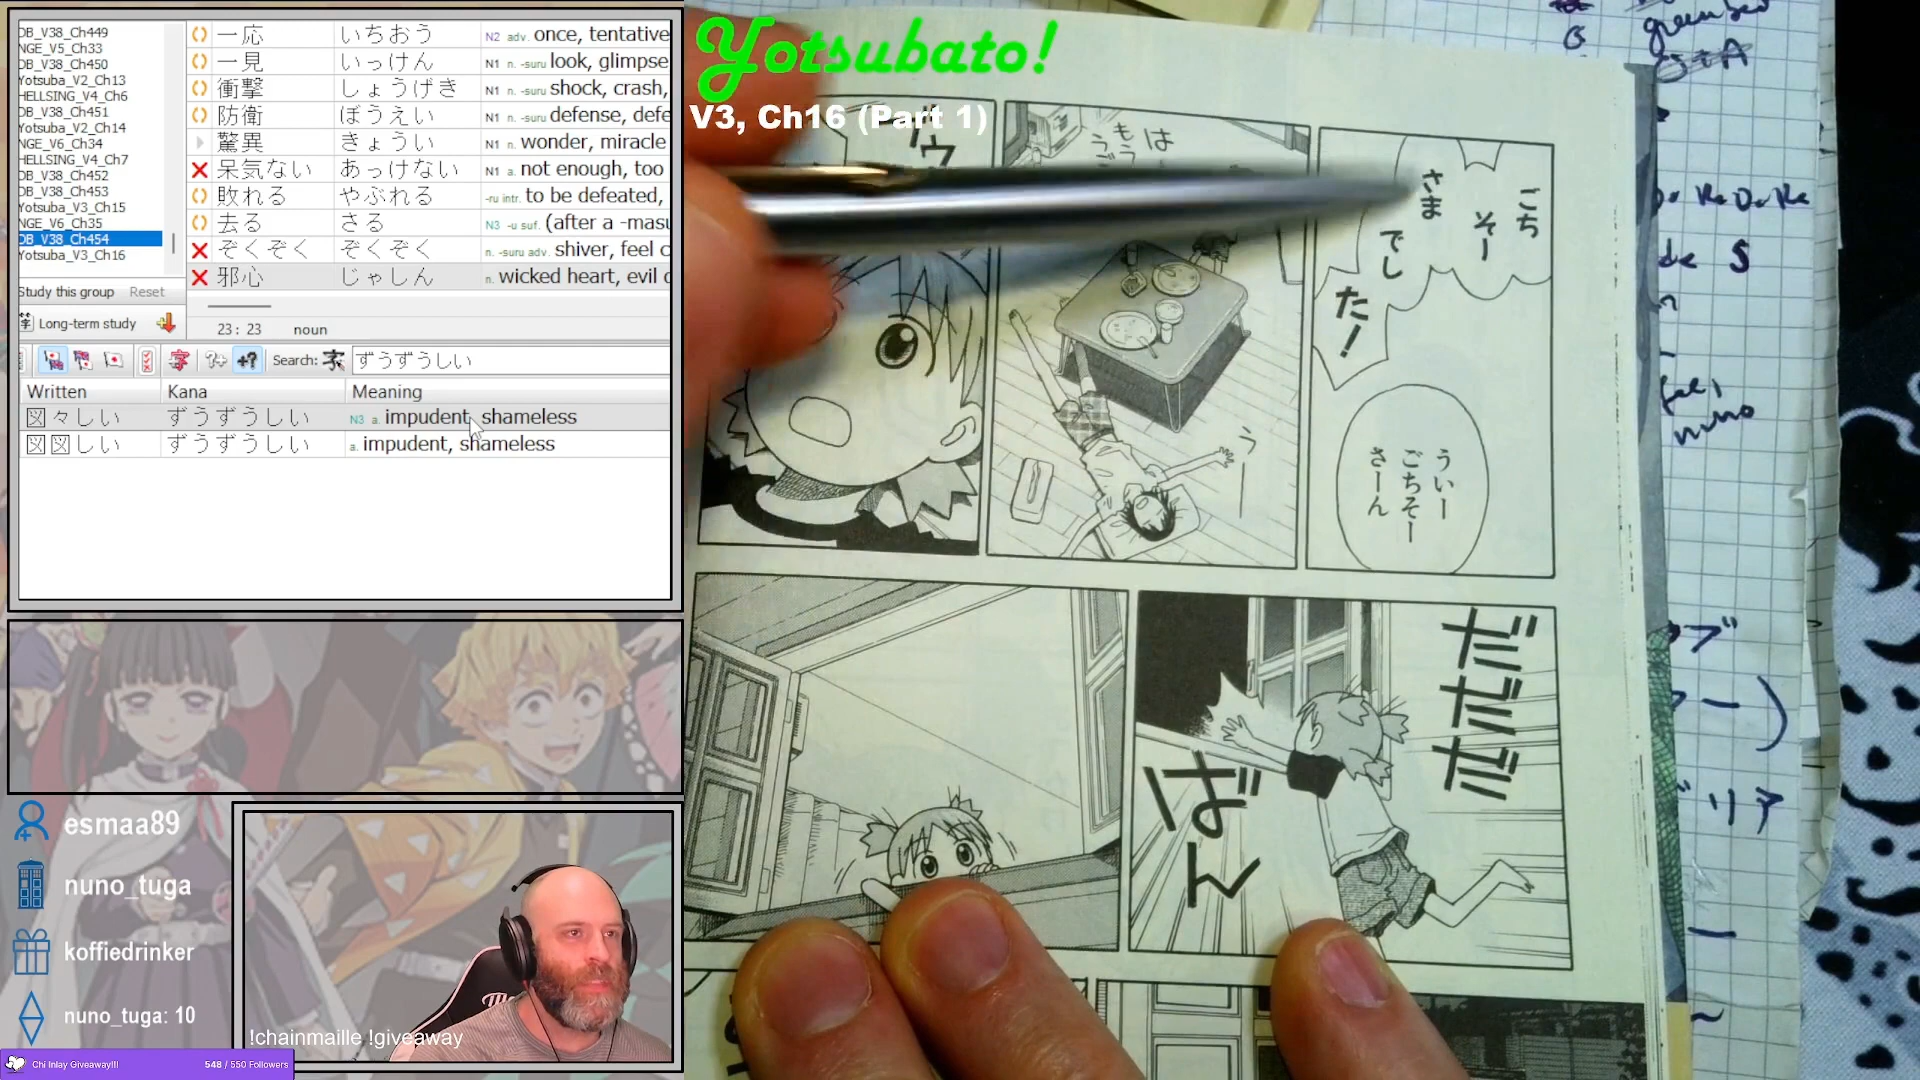 DB_V38_Ch449
NGE_V5_Ch33
DB_V38_Ch450
Yotsuba_V2_Ch13
HELLSING_V4_Ch6
DB_V38_Ch451
Yotsuba_V2_Ch14
NGE_V6_Ch34
HELLSING_V4_Ch7
DB_V38_Ch452
DB_V38_Ch453
Yotsuba_V3_Ch15
NGE_V6_Ch35
DB_V38_Ch454
Yotsuba_V3_Ch16
Study this group Reset
Long-term study
一応 いちおう N2 adv. once, tentative
一見 いっけん N1 n. -suru look, glimpse
衝撃 しょうげき N1 n. -suru shock, crash,
防衛 ぼうえい N1 n. -suru defense, defe
驚異 きょうい N1 n. wonder, miracle
呆気ない あっけない N1 a. not enough, too
敗れる やぶれる -ru intr. to be defeated,
去る さる N3 -u suf. (after a -masu
ぞくぞく ぞくぞく n. -suru adv. shiver, feel c
邪心 じゃしん n. wicked heart, evil
23: 23 noun
Search: ずうずうしい
Written Kana Meaning
図々しい ずうずうしい N3 a. impudent, shameless
図図しい ずうずうしい a. impudent, shameless
Yotsubato!
V3, Ch16 (Part 1)
ごち
そー
さま
でし
た!
ういー
ごちそー
さーん
は
もう
うご
うー
だだだ
ばん
esmaa89
nuno_tuga
koffiedrinker
nuno_tuga: 10
!chainmaille !giveaway
Chi Inlay Giveaway!!! 548 / 550 Followers